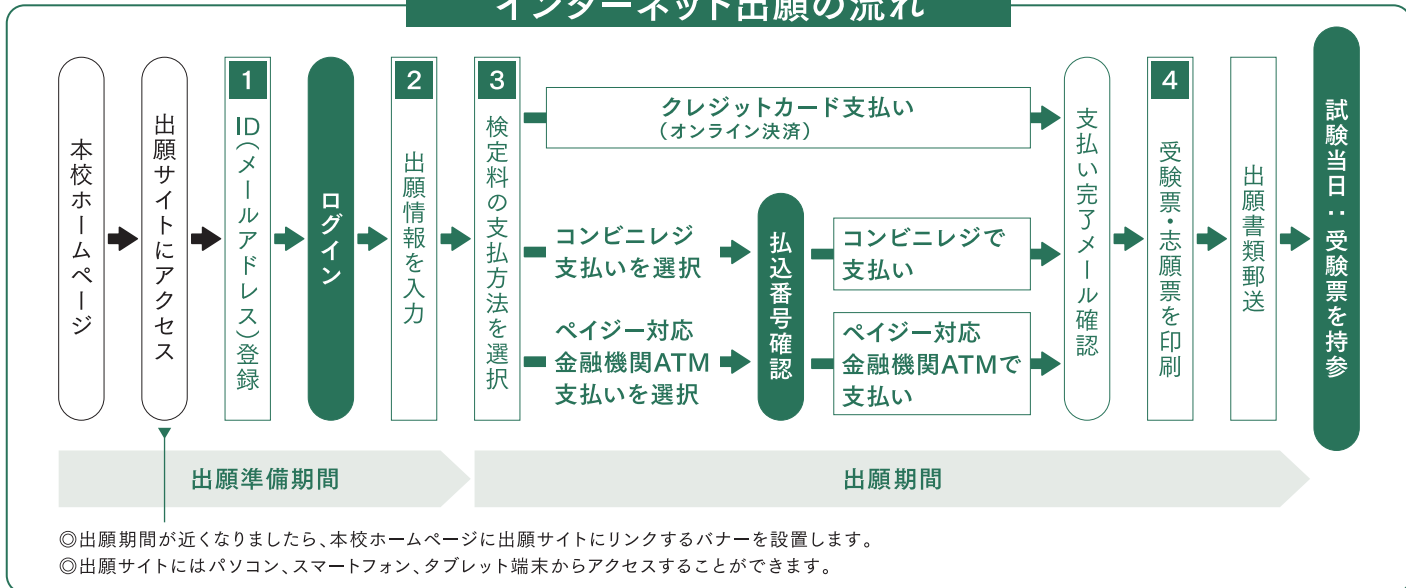 インターネット出願の流れ
本校ホームページ
出願サイトにアクセス
1
ID(メールアドレス)登録
ログイン
2
出願情報を入力
3
検定料の支払方法を選択
クレジットカード支払い
(オンライン決済)
コンビニレジ
支払いを選択
ペイジー対応
金融機関ATM
支払いを選択
払込番号確認
コンビニレジで
支払い
ペイジー対応
金融機関ATMで
支払い
支払い完了メール確認
4
受験票・志願票を印刷
出願書類郵送
試験当日:受験票を持参
出願準備期間
出願期間
◎出願期間が近くなりましたら、本校ホームページに出願サイトにリンクするバナーを設置します。
◎出願サイトにはパソコン、スマートフォン、タブレット端末からアクセスすることができます。